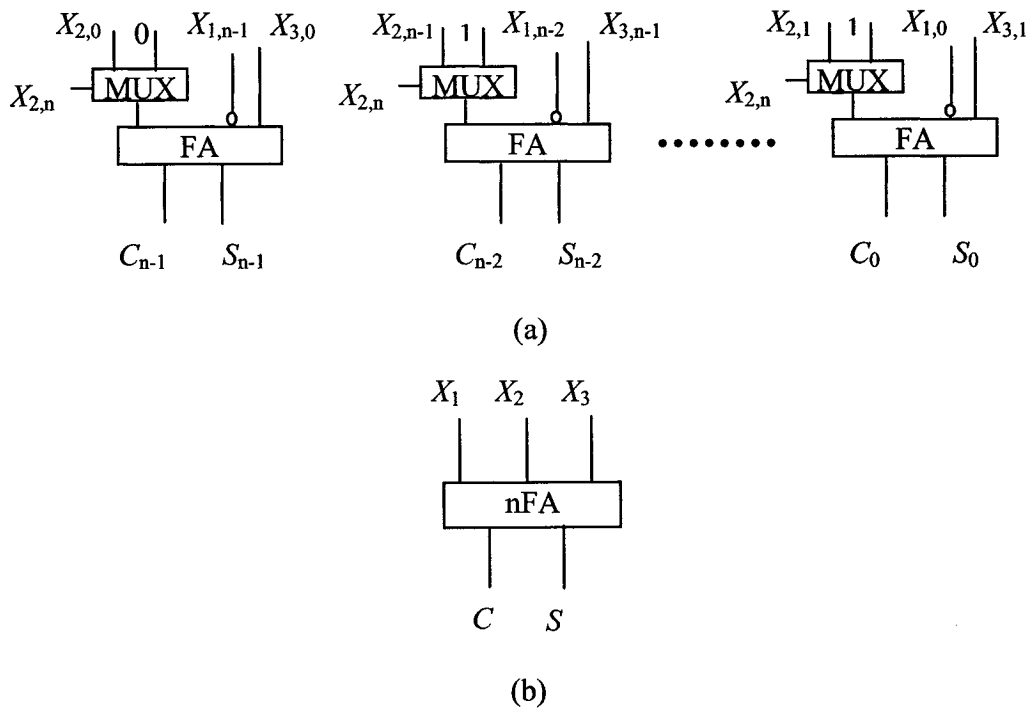 X2,0 0 X1,n-1 X3,0 X2,n-1 1 X1,n-2 X3,n-1 X2,1 1 X1,0 X3,1
X2,n MUX X2,n MUX X2,n MUX
FA FA FA
Cn-1 Sn-1 Cn-2 Sn-2 C0 S0
(a)
X1 X2 X3
nFA
C S
(b)